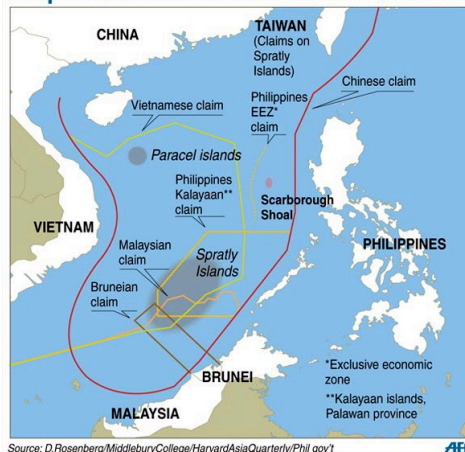 CHINA
TAIWAN
(Claims on
Spratly
Islands)
Chinese claim
Vietnamese claim
Philippines
EEZ*
claim
Paracel islands
Philippines
Kalayaan**
claim
Scarborough
Shoal
VIETNAM
PHILIPPINES
Malaysian
claim
Spratly
Islands
Bruneian
claim
BRUNEI
*Exclusive economic
zone
**Kalayaan islands,
Palawan province
MALAYSIA
Source: D.Rosenberg/MiddleburyCollege/HarvardAsiaQuarterly/Phil gov't